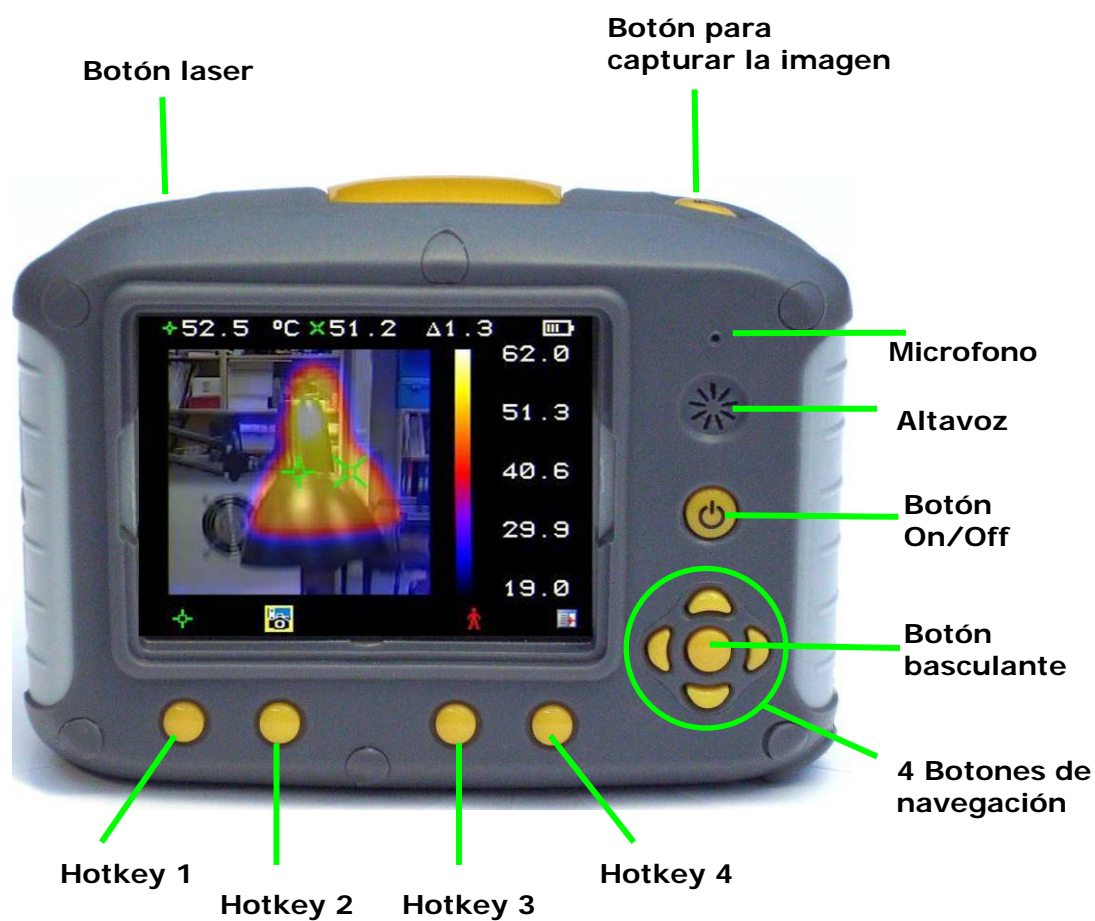 Botón para
capturar la imagen
Botón laser
52.5 ºC 51.2 Δ1.3
62.0
51.3
40.6
29.9
19.0
Microfono
Altavoz
Botón
On/Off
Botón
basculante
4 Botones de
navegación
Hotkey 1
Hotkey 2
Hotkey 3
Hotkey 4